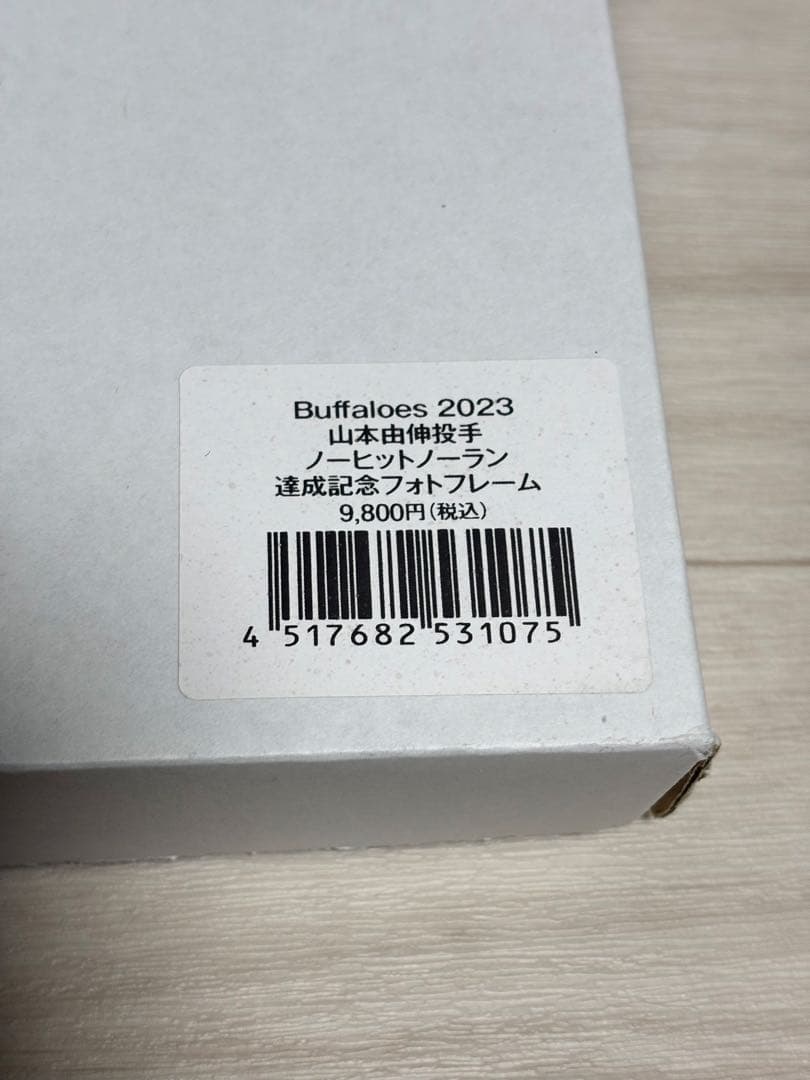 Buffaloes 2023
山本由伸投手
ノーヒットノーラン
達成記念フォトフレーム
9,800円(税込)
4 517682 531075